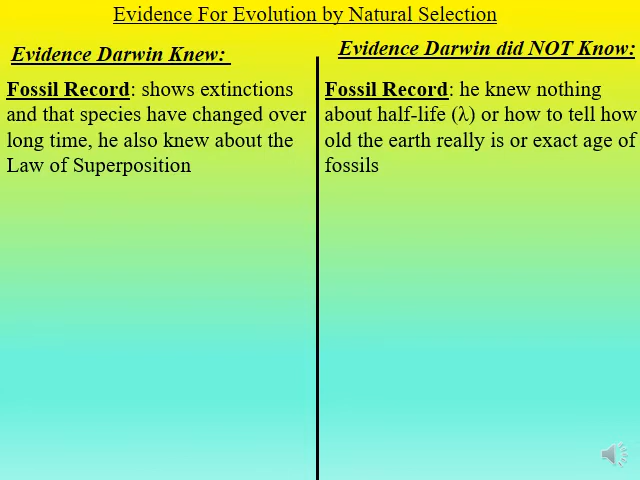 Evidence For Evolution by Natural Selection
Evidence Darwin Knew:
Fossil Record: shows extinctions
and that species have changed over
long time, he also knew about the
Law of Superposition
Evidence Darwin did NOT Know:
Fossil Record: he knew nothing
about half-life (λ) or how to tell how
old the earth really is or exact age of
fossils